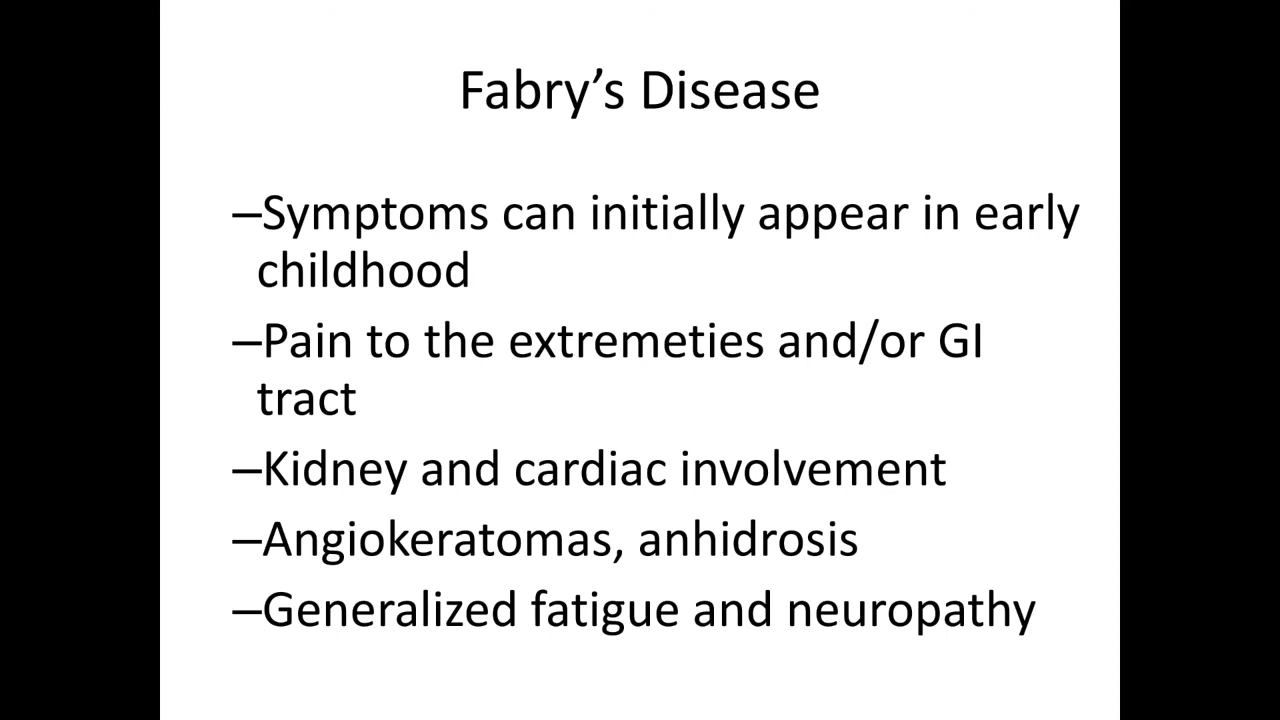 Fabry’s Disease
–Symptoms can initially appear in early
childhood
–Pain to the extremeties and/or GI
tract
–Kidney and cardiac involvement
–Angiokeratomas, anhidrosis
–Generalized fatigue and neuropathy